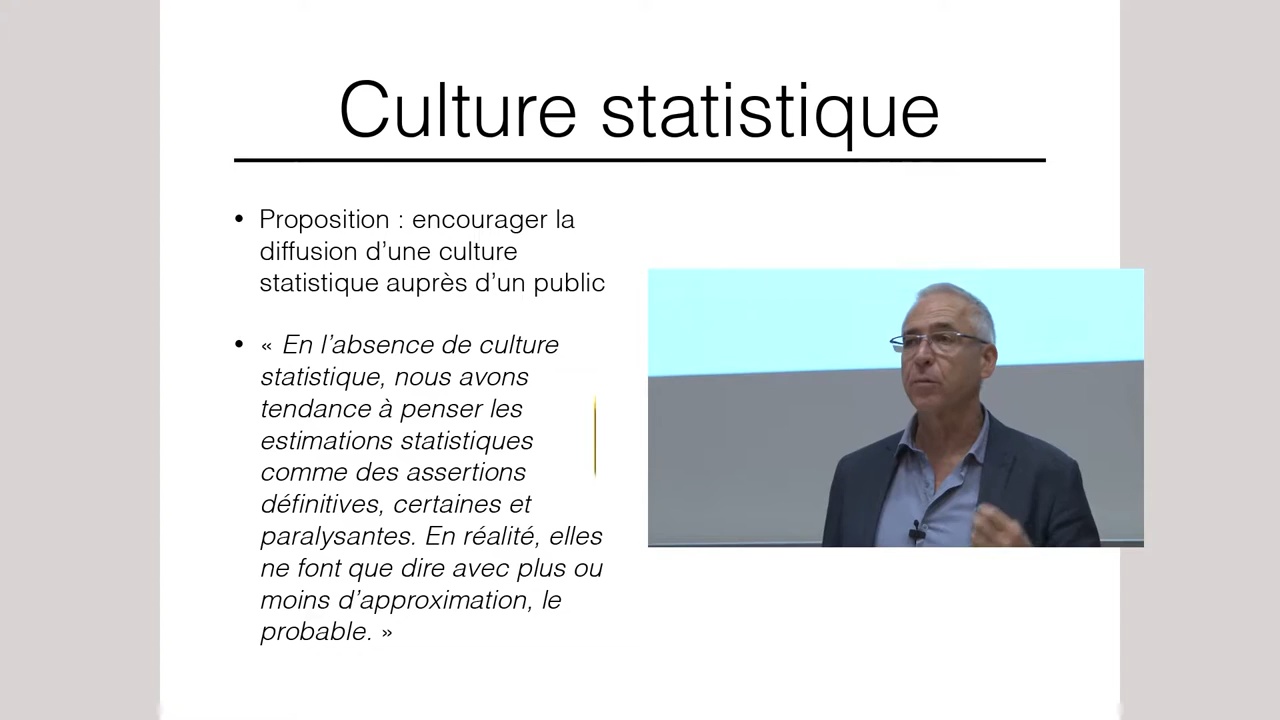 Culture statistique
• Proposition : encourager la
diffusion d’une culture
statistique auprès d’un public
• « En l’absence de culture
statistique, nous avons
tendance à penser les
estimations statistiques
comme des assertions
définitives, certaines et
paralysantes. En réalité, elles
ne font que dire avec plus ou
moins d’approximation, le
probable. »